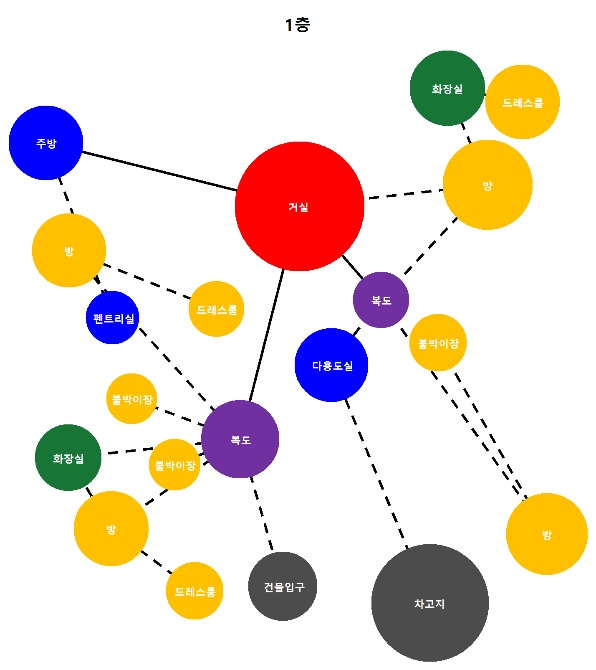 1층
화장실
드레스룸
주방
방
거실
방
복도
드레스룸
펜트리실
붙박이장
다용도실
붙박이장
복도
화장실
붙박이장
방
방
건물입구
드레스룸
차고지